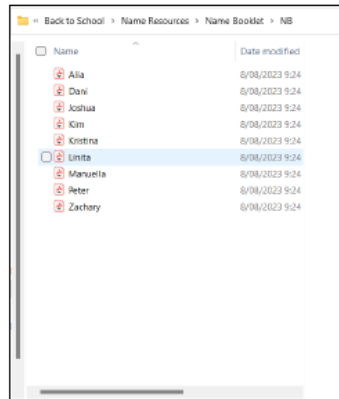 « Back to School > Name Resources > Name Booklet > NB
Name Date modified
Alia 8/08/2023 9:24
Dani 8/08/2023 9:24
Joshua 8/08/2023 9:24
Kim 8/08/2023 9:24
Kristina 8/08/2023 9:24
Linita 8/08/2023 9:24
Manuella 8/08/2023 9:24
Peter 8/08/2023 9:24
Zachary 8/08/2023 9:24